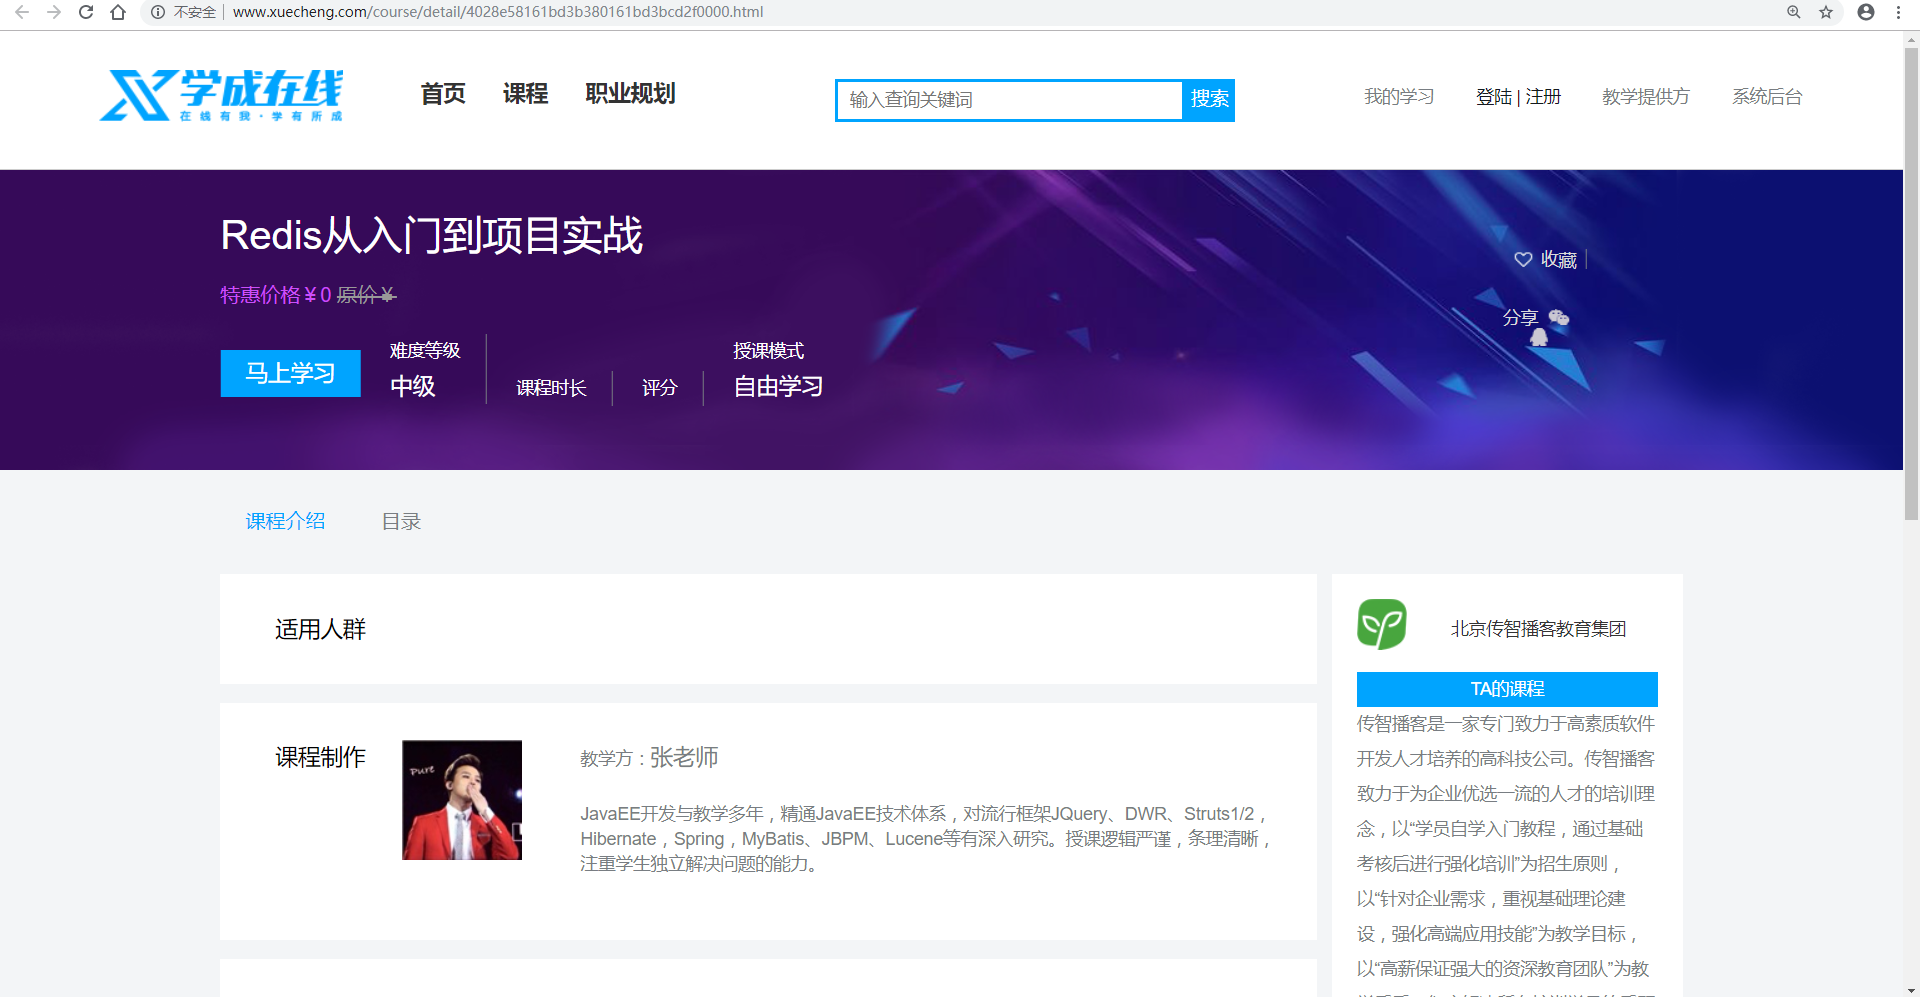 不安全 | www.xuecheng.com/course/detail/4028e58161bd3b380161bd3bcd2f0000.html
学成在线
在线有我·学有所成
首页 课程 职业规划
输入查询关键词 搜索
我的学习 登陆 | 注册 教学提供方 系统后台
Redis从入门到项目实战
特惠价格¥0 原价¥
收藏
分享
马上学习
难度等级
中级
课程时长
评分
授课模式
自由学习
课程介绍 目录
适用人群
课程制作
Pure
教学方：张老师
JavaEE开发与教学多年，精通JavaEE技术体系，对流行框架JQuery、DWR、Struts1/2，
Hibernate，Spring，MyBatis、JBPM、Lucene等有深入研究。授课逻辑严谨，条理清晰，
注重学生独立解决问题的能力。
北京传智播客教育集团
TA的课程
传智播客是一家专门致力于高素质软件
开发人才培养的高科技公司。传智播客
致力于为企业优选一流的人才的培训理
念，以“学员自学入门教程，通过基础
考核后进行强化培训”为招生原则，
以“针对企业需求，重视基础理论建
设，强化高端应用技能”为教学目标，
以“高薪保证强大的资深教育团队”为教